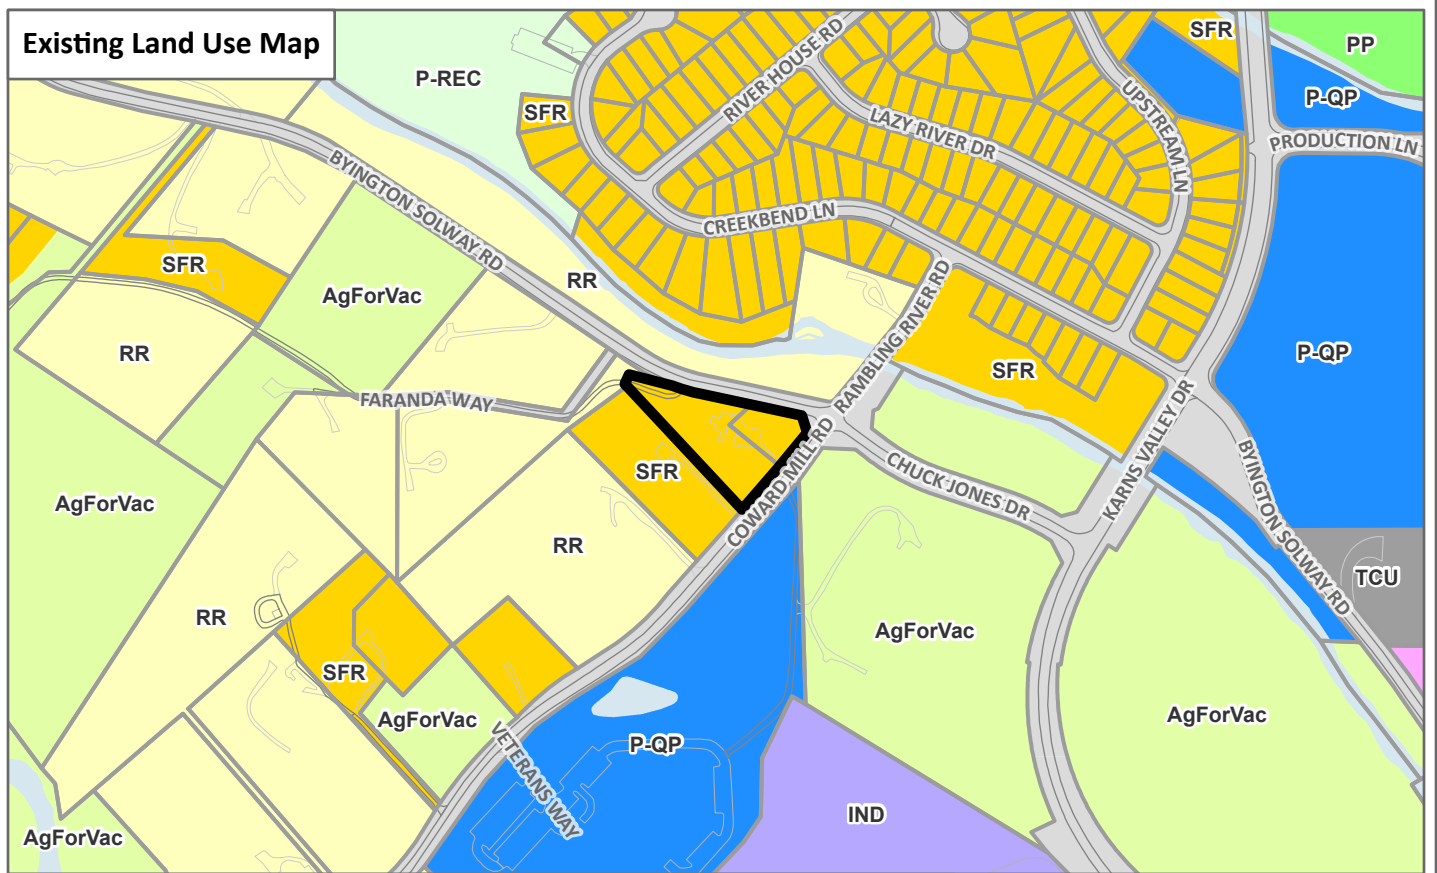 Existing Land Use Map
P-REC
SFR
PP
P-QP
SFR
RIVER HOUSE RD
LAZY RIVER DR
UPSTREAM LN
PRODUCTION LN
BYINGTON SOLWAY RD
CREEKBEND LN
SFR
AgForVac
RR
RR
RAMBLING RIVER RD
P-QP
SFR
FARANDA WAY
KARNS VALLEY DR
SFR
COWARD MILL RD
CHUCK JONES DR
BYINGTON SOLWAY RD
AgForVac
RR
TCU
RR
AgForVac
SFR
AgForVac
AgForVac
VETERANS WAY
P-QP
IND
AgForVac